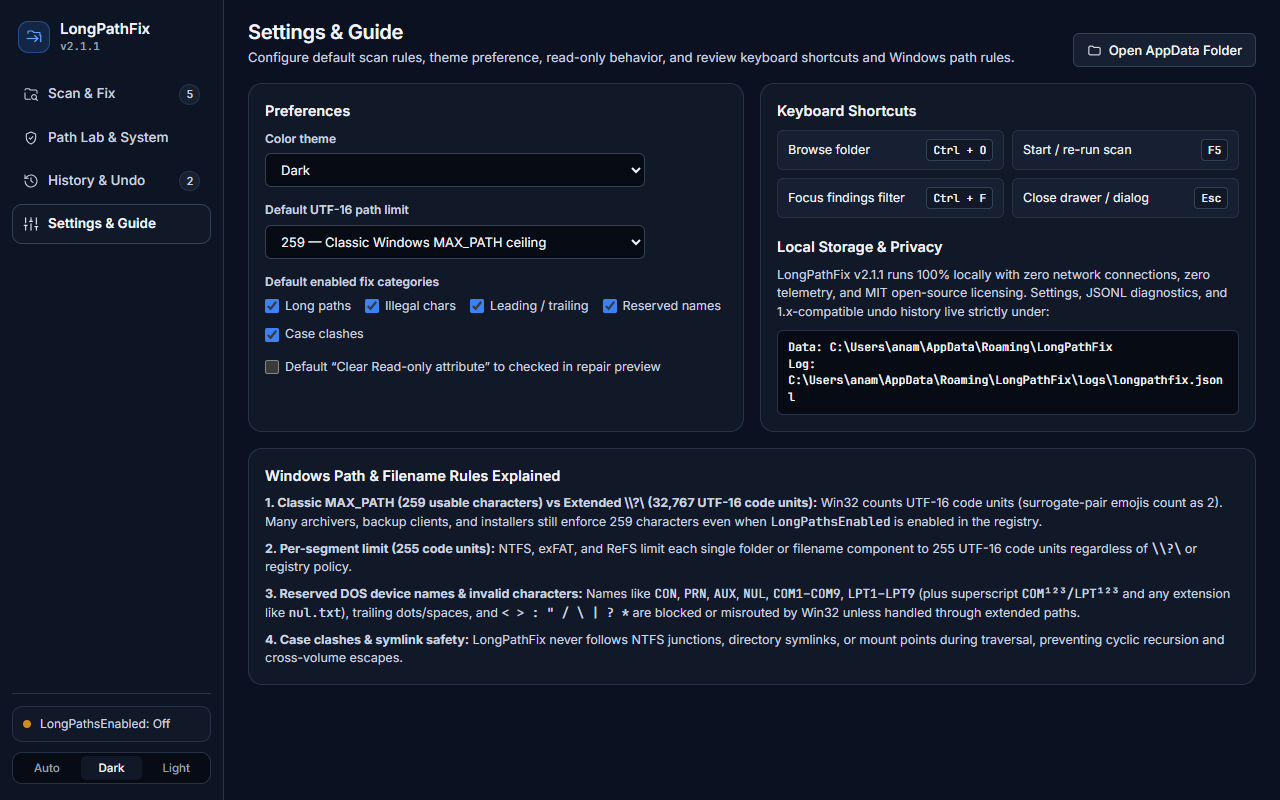 LongPathFix
v2.1.1
Scan & Fix 5
Path Lab & System
History & Undo 2
Settings & Guide
LongPathsEnabled: Off
Auto Dark Light
Settings & Guide
Configure default scan rules, theme preference, read-only behavior, and review keyboard shortcuts and Windows path rules.
Open AppData Folder
Preferences
Color theme
Dark
Default UTF-16 path limit
259 — Classic Windows MAX_PATH ceiling
Default enabled fix categories
Long paths Illegal chars Leading / trailing Reserved names
Case clashes
Default “Clear Read-only attribute” to checked in repair preview
Keyboard Shortcuts
Browse folder Ctrl + O
Start / re-run scan F5
Focus findings filter Ctrl + F
Close drawer / dialog Esc
Local Storage & Privacy
LongPathFix v2.1.1 runs 100% locally with zero network connections, zero
telemetry, and MIT open-source licensing. Settings, JSONL diagnostics, and
1.x-compatible undo history live strictly under:
Data: C:\Users\anam\AppData\Roaming\LongPathFix
Log:
C:\Users\anam\AppData\Roaming\LongPathFix\logs\longpathfix.json
l
Windows Path & Filename Rules Explained
1. Classic MAX_PATH (259 usable characters) vs Extended \\?\ (32,767 UTF-16 code units): Win32 counts UTF-16 code units (surrogate-pair emojis count as 2).
Many archivers, backup clients, and installers still enforce 259 characters even when LongPathsEnabled is enabled in the registry.
2. Per-segment limit (255 code units): NTFS, exFAT, and ReFS limit each single folder or filename component to 255 UTF-16 code units regardless of \\?\ or
registry policy.
3. Reserved DOS device names & invalid characters: Names like CON, PRN, AUX, NUL, COM1–COM9, LPT1–LPT9 (plus superscript COM¹²³/LPT¹²³ and any extension
like nul.txt), trailing dots/spaces, and < > : " / \ | ? * are blocked or misrouted by Win32 unless handled through extended paths.
4. Case clashes & symlink safety: LongPathFix never follows NTFS junctions, directory symlinks, or mount points during traversal, preventing cyclic recursion and
cross-volume escapes.